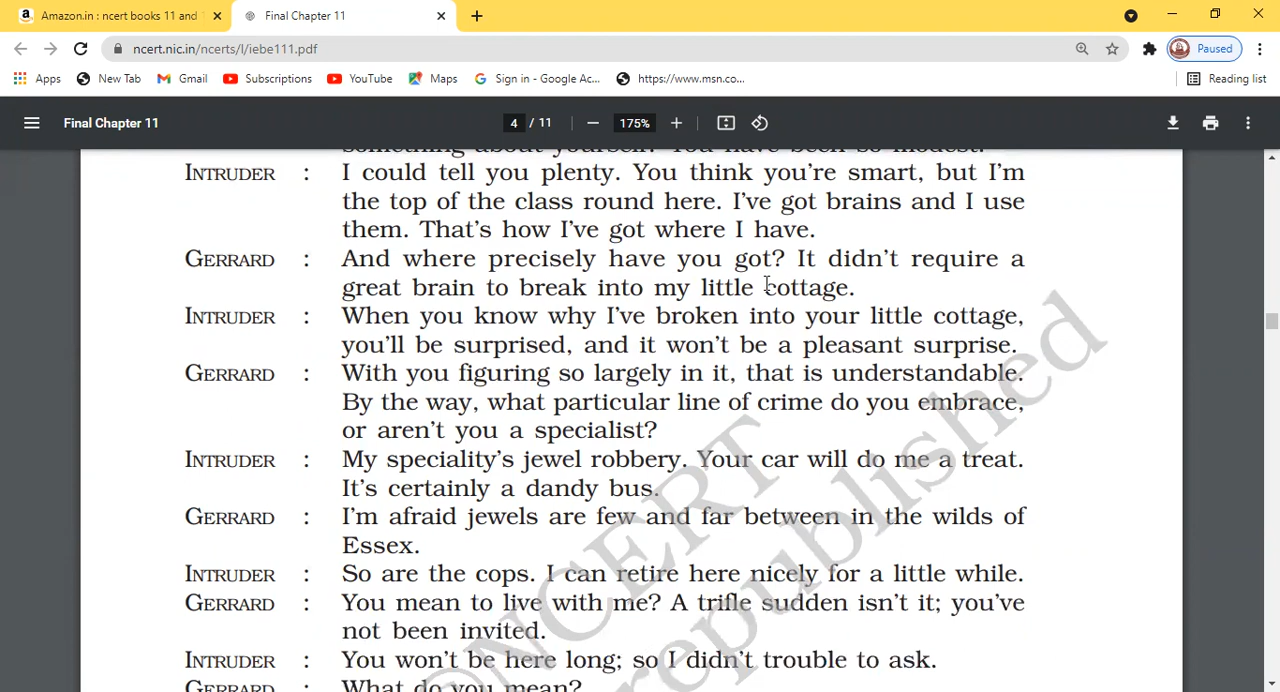 Amazon.in : ncert books 11 and
Final Chapter 11
ncert.nic.in/ncerts/l/iebe111.pdf
Paused
Apps
New Tab
Gmail
Subscriptions
YouTube
Maps
Sign in - Google Ac...
https://www.msn.co...
Reading list
Final Chapter 11
4 / 11
175%
something about yourself. You have been so modest.
INTRUDER : I could tell you plenty. You think you’re smart, but I’m
the top of the class round here. I’ve got brains and I use
them. That’s how I’ve got where I have.
GERRARD : And where precisely have you got? It didn’t require a
great brain to break into my little cottage.
INTRUDER : When you know why I’ve broken into your little cottage,
you’ll be surprised, and it won’t be a pleasant surprise.
GERRARD : With you figuring so largely in it, that is understandable.
By the way, what particular line of crime do you embrace,
or aren’t you a specialist?
INTRUDER : My speciality’s jewel robbery. Your car will do me a treat.
It’s certainly a dandy bus.
GERRARD : I’m afraid jewels are few and far between in the wilds of
Essex.
INTRUDER : So are the cops. I can retire here nicely for a little while.
GERRARD : You mean to live with me? A trifle sudden isn’t it; you’ve
not been invited.
INTRUDER : You won’t be here long; so I didn’t trouble to ask.
GERRARD : What do you mean?
©NCERT
republished